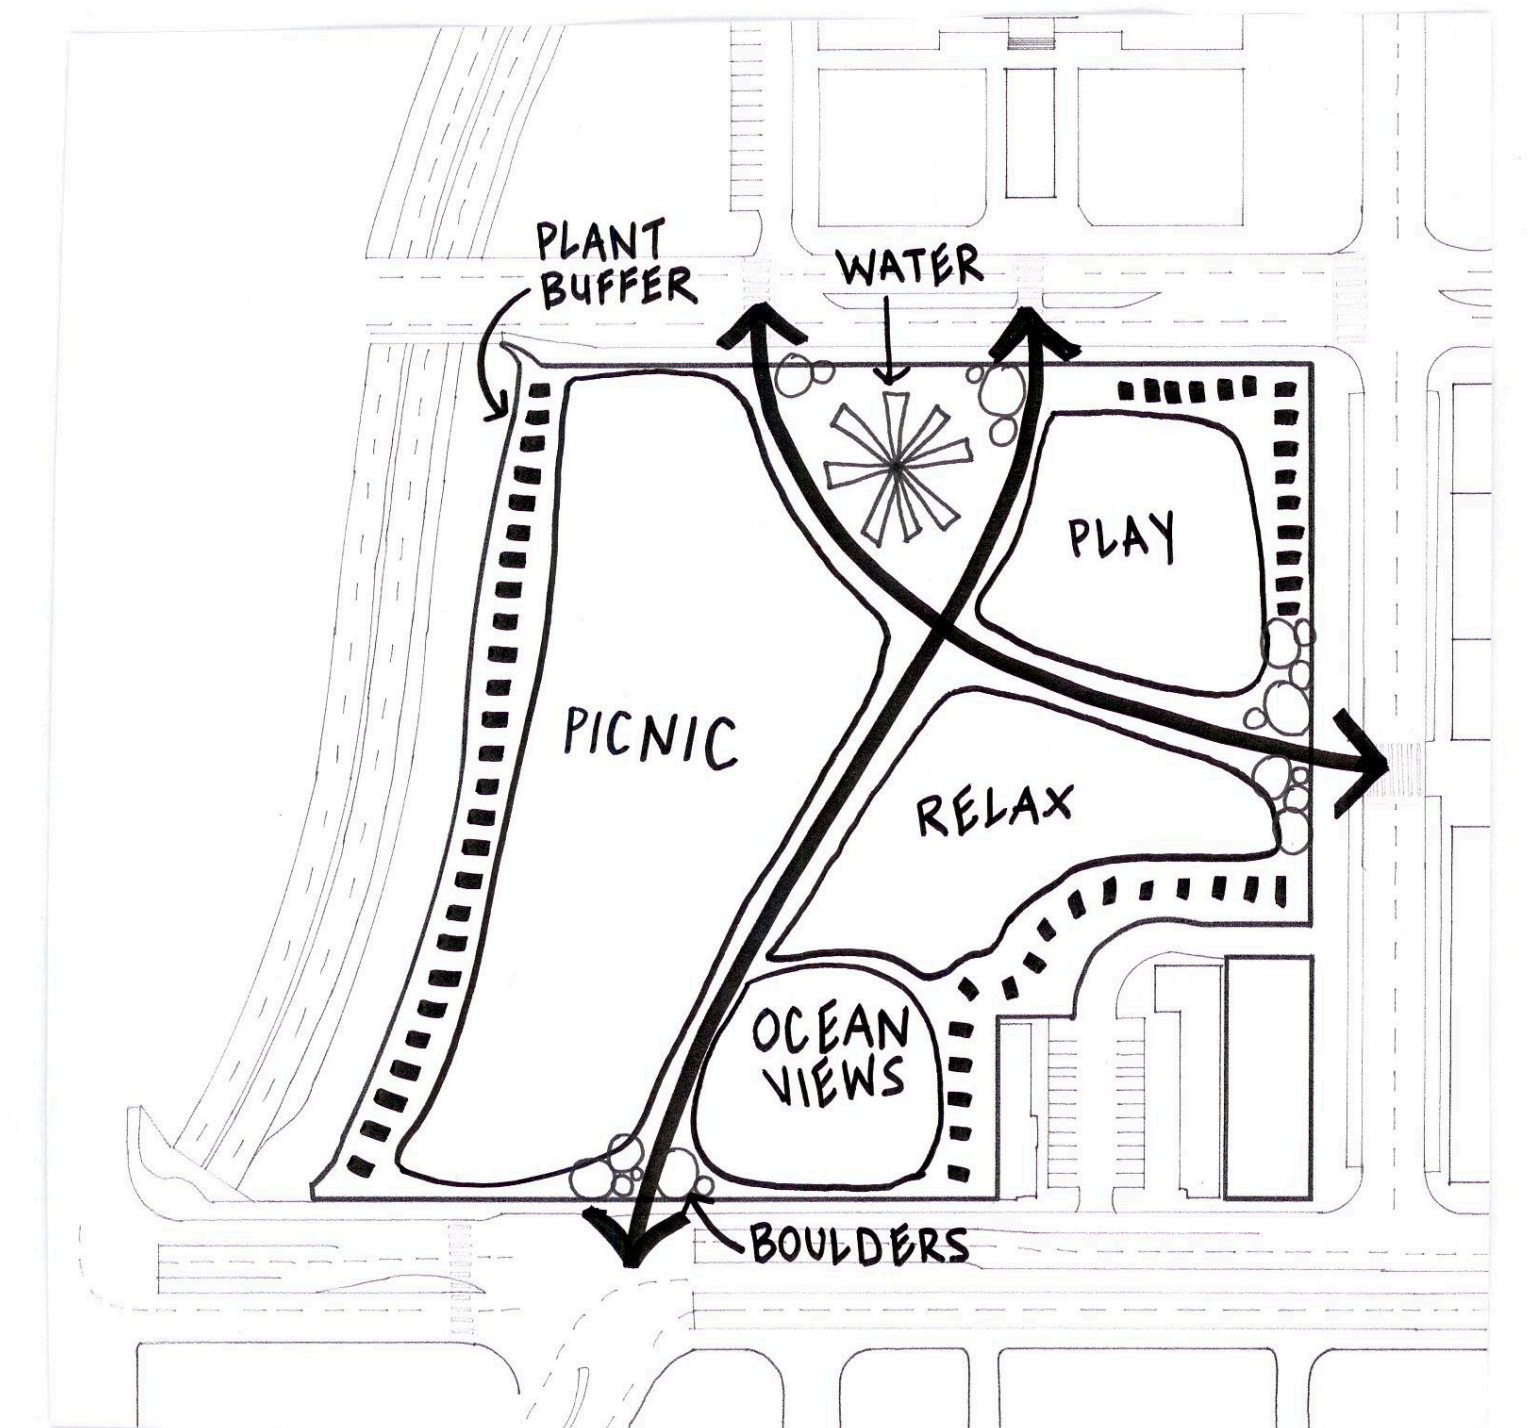 PLANT
BUFFER
WATER
PLAY
PICNIC
RELAX
OCEAN
VIEWS
BOULDERS